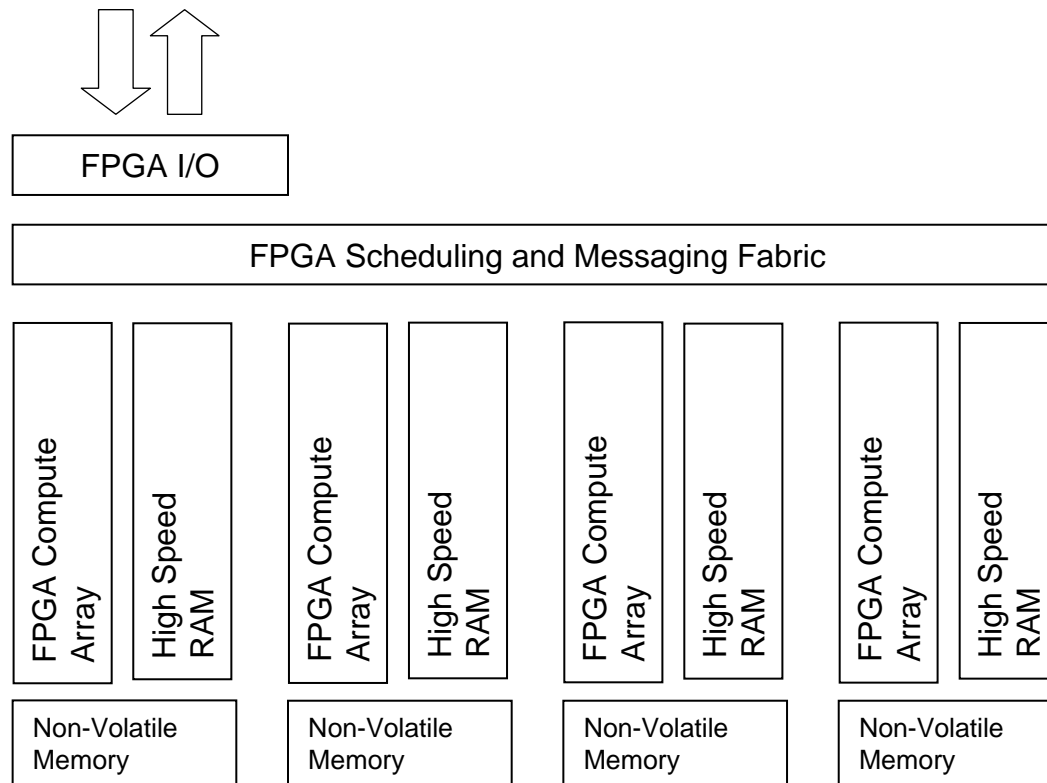 FPGA I/O
FPGA Scheduling and Messaging Fabric
FPGA Compute
Array
High Speed
RAM
FPGA Compute
Array
High Speed
RAM
FPGA Compute
Array
High Speed
RAM
FPGA Compute
Array
High Speed
RAM
Non-Volatile
Memory
Non-Volatile
Memory
Non-Volatile
Memory
Non-Volatile
Memory